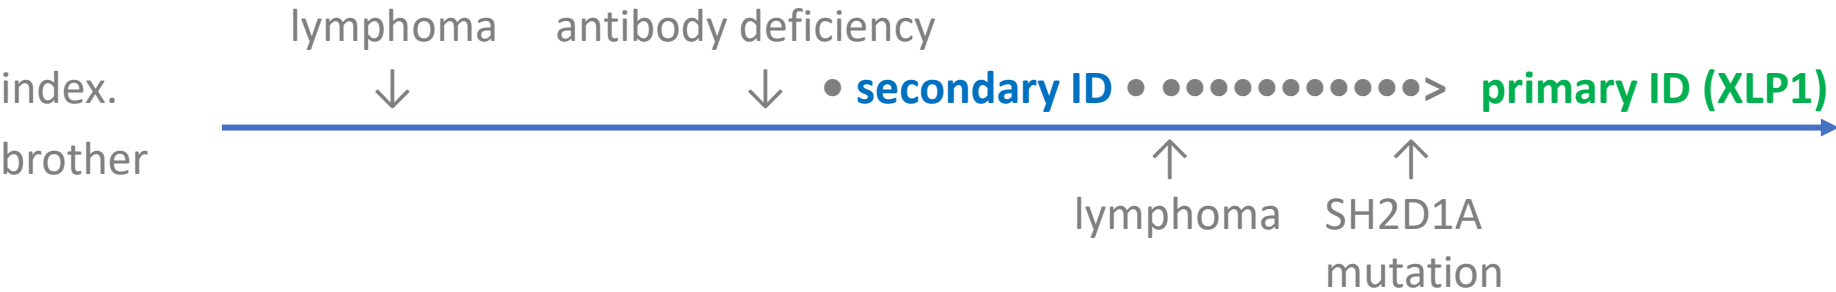 lymphoma antibody deficiency
index. ↓ ↓ • secondary ID • •••••••••••> primary ID (XLP1)
brother ↑ ↑
lymphoma SH2D1A
mutation